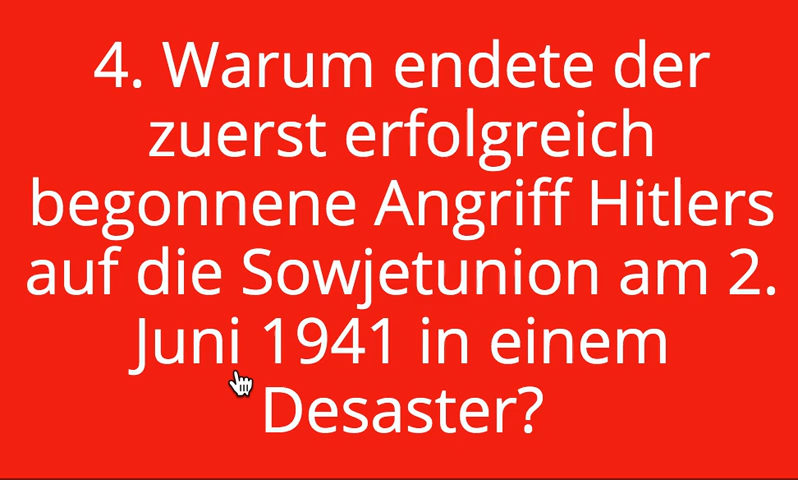 4. Warum endete der
zuerst erfolgreich
begonnene Angriff Hitlers
auf die Sowjetunion am 2.
Juni 1941 in einem
Desaster?